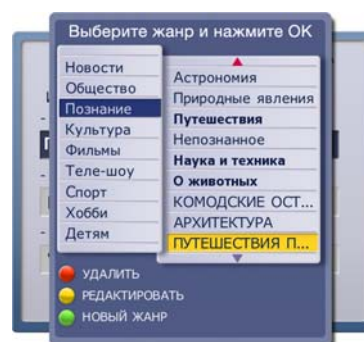 Выберите жанр и нажмите OK
Новости
Общество
Познание
Культура
Фильмы
Теле-шоу
Спорт
Хобби
Детям
Астрономия
Природные явления
Путешествия
Непознанное
Наука и техника
О животных
КОМОДСКИЕ ОСТ...
АРХИТЕКТУРА
ПУТЕШЕСТВИЯ П...
УДАЛИТЬ
РЕДАКТИРОВАТЬ
НОВЫЙ ЖАНР